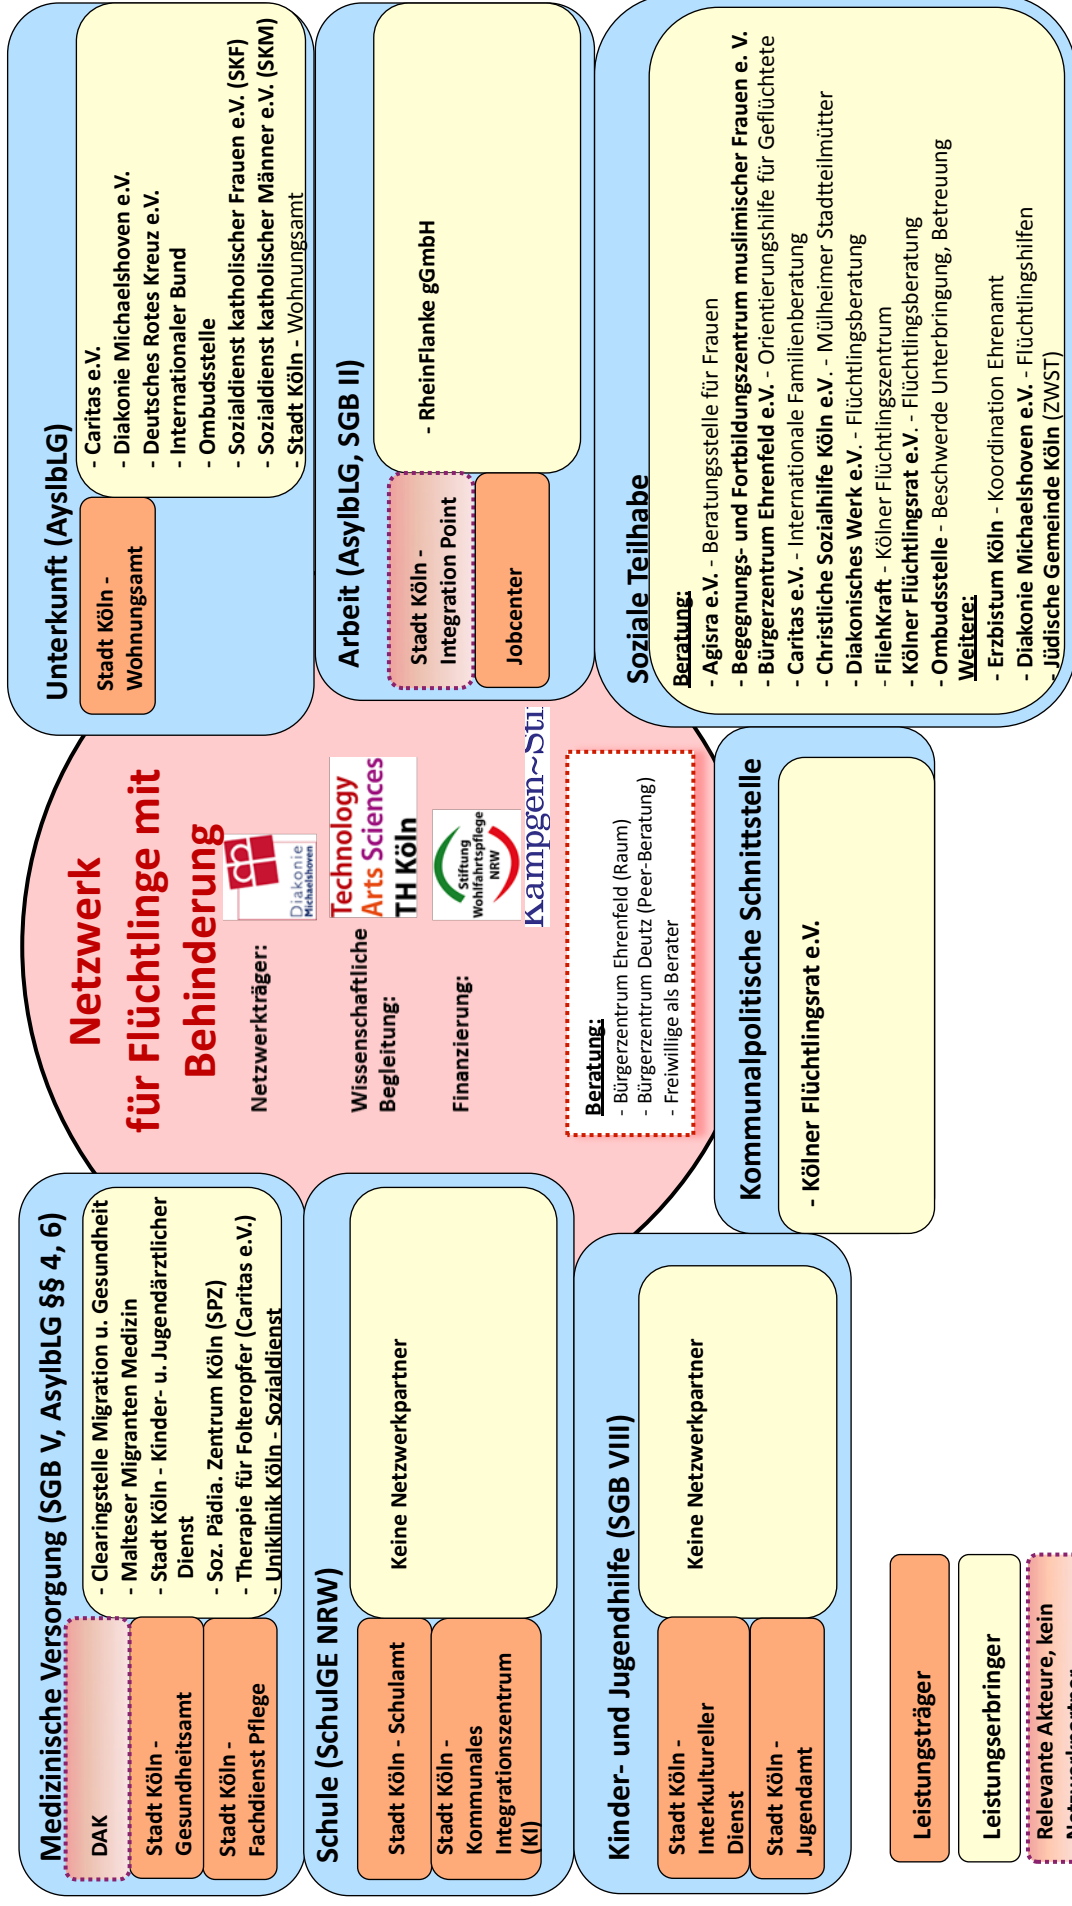 Netzwerk
für Flüchtlinge mit
Behinderung
Netzwerkträger:
Diakonie
Michaelshoven
Wissenschaftliche
Begleitung:
Technology
Arts Sciences
TH Köln
Finanzierung:
Stiftung
Wohlfahrtspflege
NRW
Kampgen~Sti
Beratung:
- Bürgerzentrum Ehrenfeld (Raum)
- Bürgerzentrum Deutz (Peer-Beratung)
- Freiwillige als Berater
Medizinische Versorgung (SGB V, AsylbLG §§ 4, 6)
DAK
Stadt Köln -
Gesundheitsamt
Stadt Köln -
Fachdienst Pflege
- Clearingstelle Migration u. Gesundheit
- Malteser Migranten Medizin
- Stadt Köln - Kinder- u. Jugendärztlicher
Dienst
- Soz. Pädia. Zentrum Köln (SPZ)
- Therapie für Folteropfer (Caritas e.V.)
- Uniklinik Köln - Sozialdienst
Schule (SchulGE NRW)
Stadt Köln - Schulamt
Stadt Köln -
Kommunales
Integrationszentrum
(KI)
Keine Netzwerkpartner
Kinder- und Jugendhilfe (SGB VIII)
Stadt Köln -
Interkultureller
Dienst
Stadt Köln -
Jugendamt
Keine Netzwerkpartner
Unterkunft (AyslbLG)
Stadt Köln -
Wohnungsamt
- Caritas e.V.
- Diakonie Michaelshoven e.V.
- Deutsches Rotes Kreuz e.V.
- Internationaler Bund
- Ombudsstelle
- Sozialdienst katholischer Frauen e.V. (SKF)
- Sozialdienst katholischer Männer e.V. (SKM)
- Stadt Köln - Wohnungsamt
Arbeit (AsylbLG, SGB II)
Stadt Köln -
Integration Point
Jobcenter
- RheinFlanke gGmbH
Soziale Teilhabe
Beratung:
- Agisra e.V. - Beratungsstelle für Frauen
- Begegnungs- und Fortbildungszentrum muslimischer Frauen e. V.
- Bürgerzentrum Ehrenfeld e.V. - Orientierungshilfe für Geflüchtete
- Caritas e.V. - Internationale Familienberatung
- Christliche Sozialhilfe Köln e.V. - Mülheimer Stadtteilmütter
- Diakonisches Werk e.V. - Flüchtlingsberatung
- FliehKraft - Kölner Flüchtlingszentrum
- Kölner Flüchtlingsrat e.V. - Flüchtlingsberatung
- Ombudsstelle - Beschwerde Unterbringung, Betreuung
Weitere:
- Erzbistum Köln - Koordination Ehrenamt
- Diakonie Michaelshoven e.V. - Flüchtlingshilfen
- Jüdische Gemeinde Köln (ZWST)
Kommunalpolitische Schnittstelle
- Kölner Flüchtlingsrat e.V.
Leistungsträger
Leistungserbringer
Relevante Akteure, kein
Netzwerkpartner